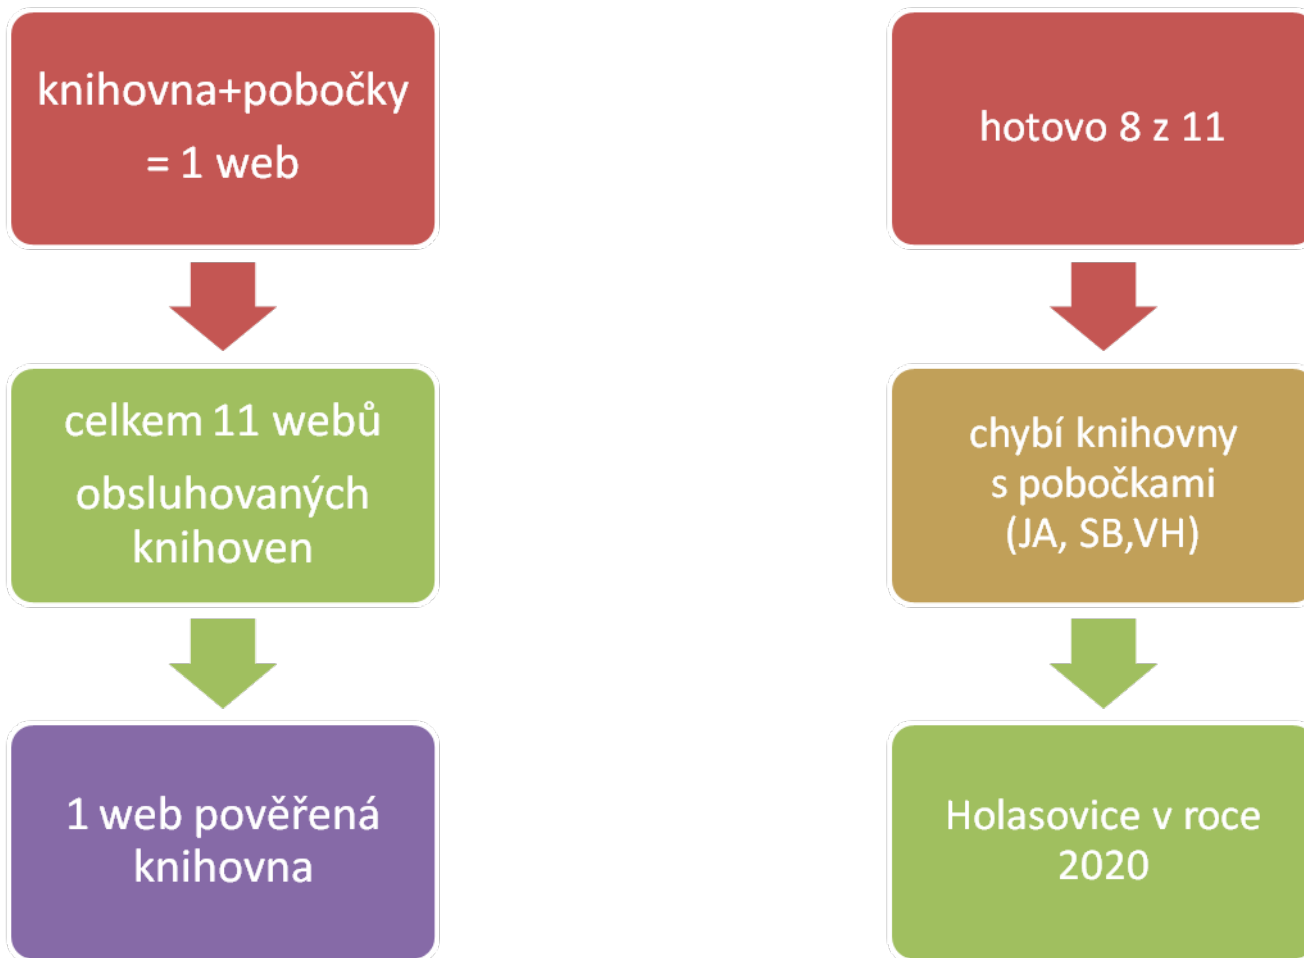 knihovna+pobočky
= 1 web
celkem 11 webů
obsluhovaných
knihoven
1 web pověřená
knihovna
hotovo 8 z 11
chybí knihovny
s pobočkami
(JA, SB,VH)
Holasovice v roce
2020